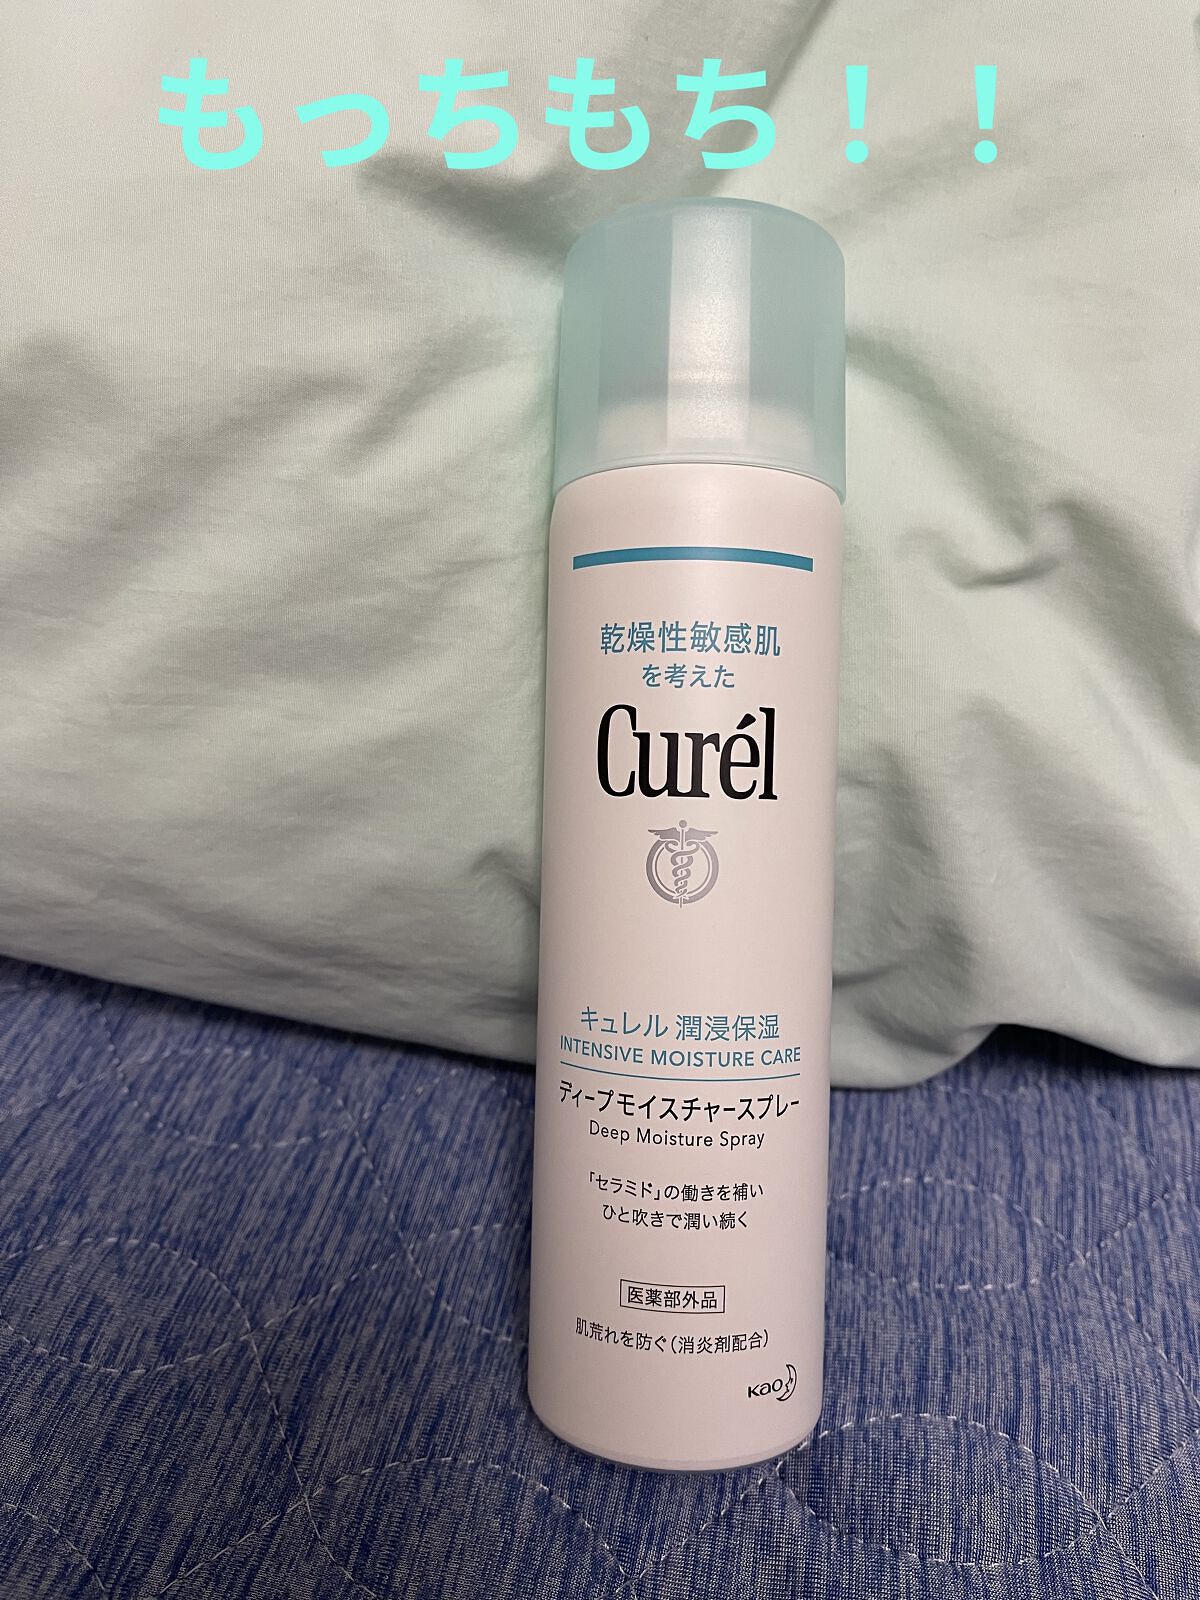 もっちもち！！
乾燥性敏感肌
を考えた
Curél
キュレル 潤浸保湿
INTENSIVE MOISTURE CARE
ディープモイスチャースプレー
Deep Moisture Spray
「セラミド」の働きを補い
ひと吹きで潤い続く
医薬部外品
肌荒れを防ぐ（消炎剤配合）
Kao